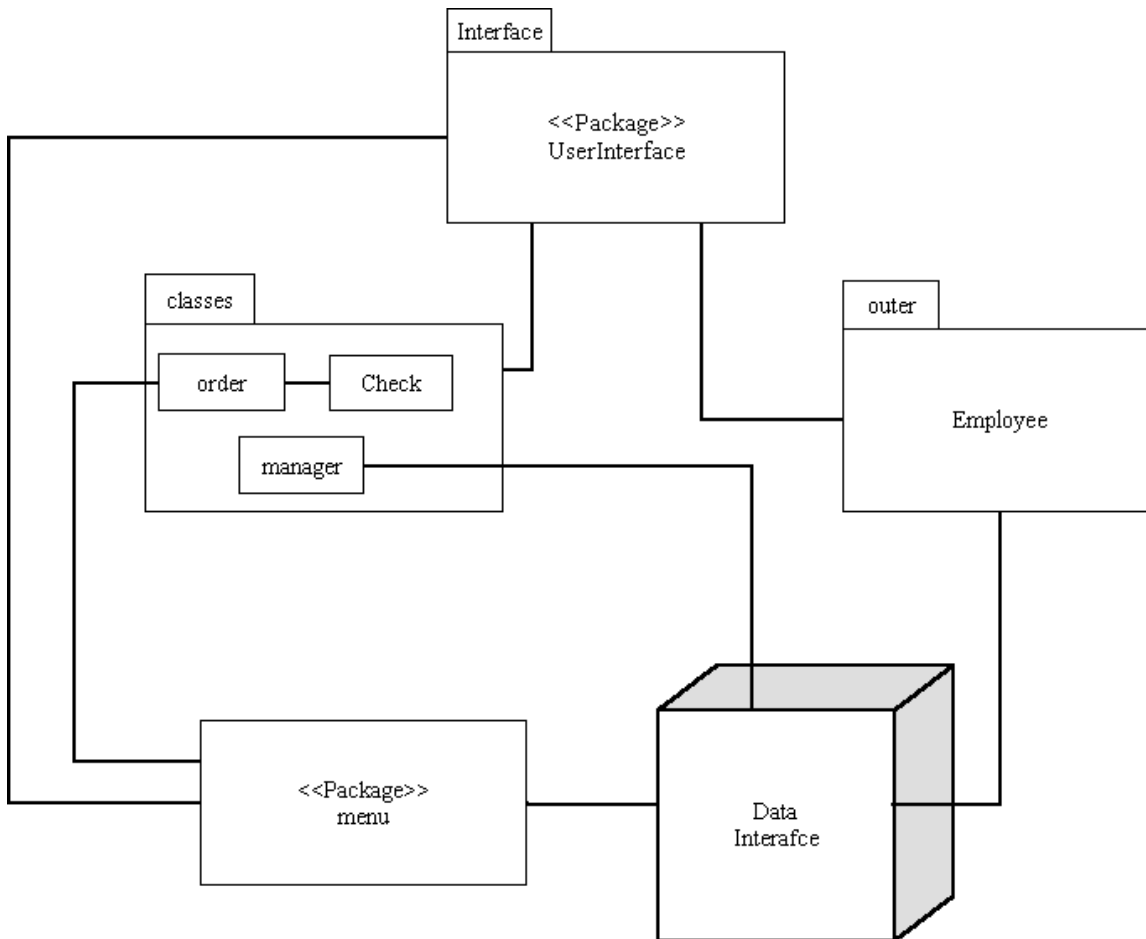 Interface
<<Package>>
UserInterface
classes
outer
order
Check
Employee
manager
<<Package>>
menu
Data
Interafce